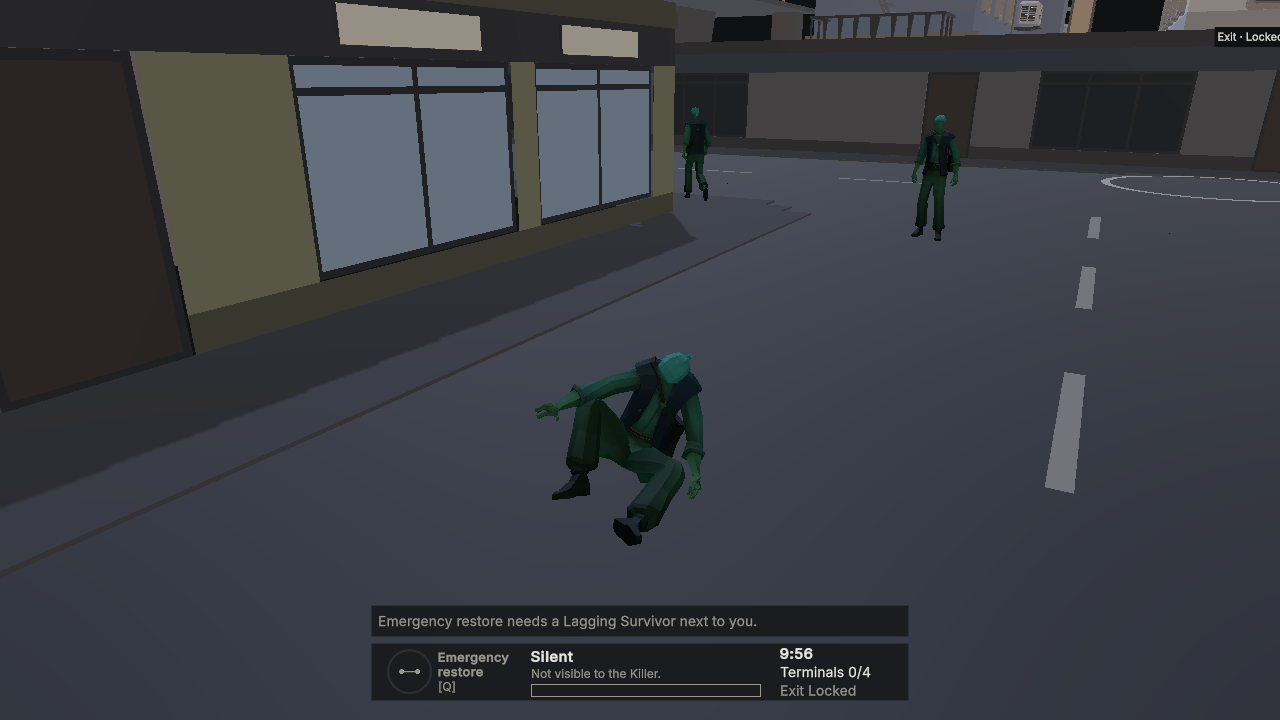 Exit · Locked
Emergency restore needs a Lagging Survivor next to you.
Emergency
restore
[Q]
Silent
Not visible to the Killer.
9:56
Terminals 0/4
Exit Locked